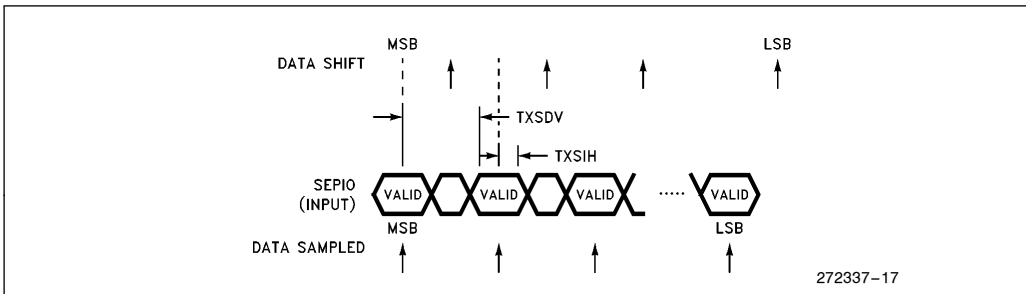 MSB LSB
DATA SHIFT
TXSDV
TXSIH
SEPIO
(INPUT)
VALID VALID VALID ..... VALID
MSB LSB
DATA SAMPLED
272337–17